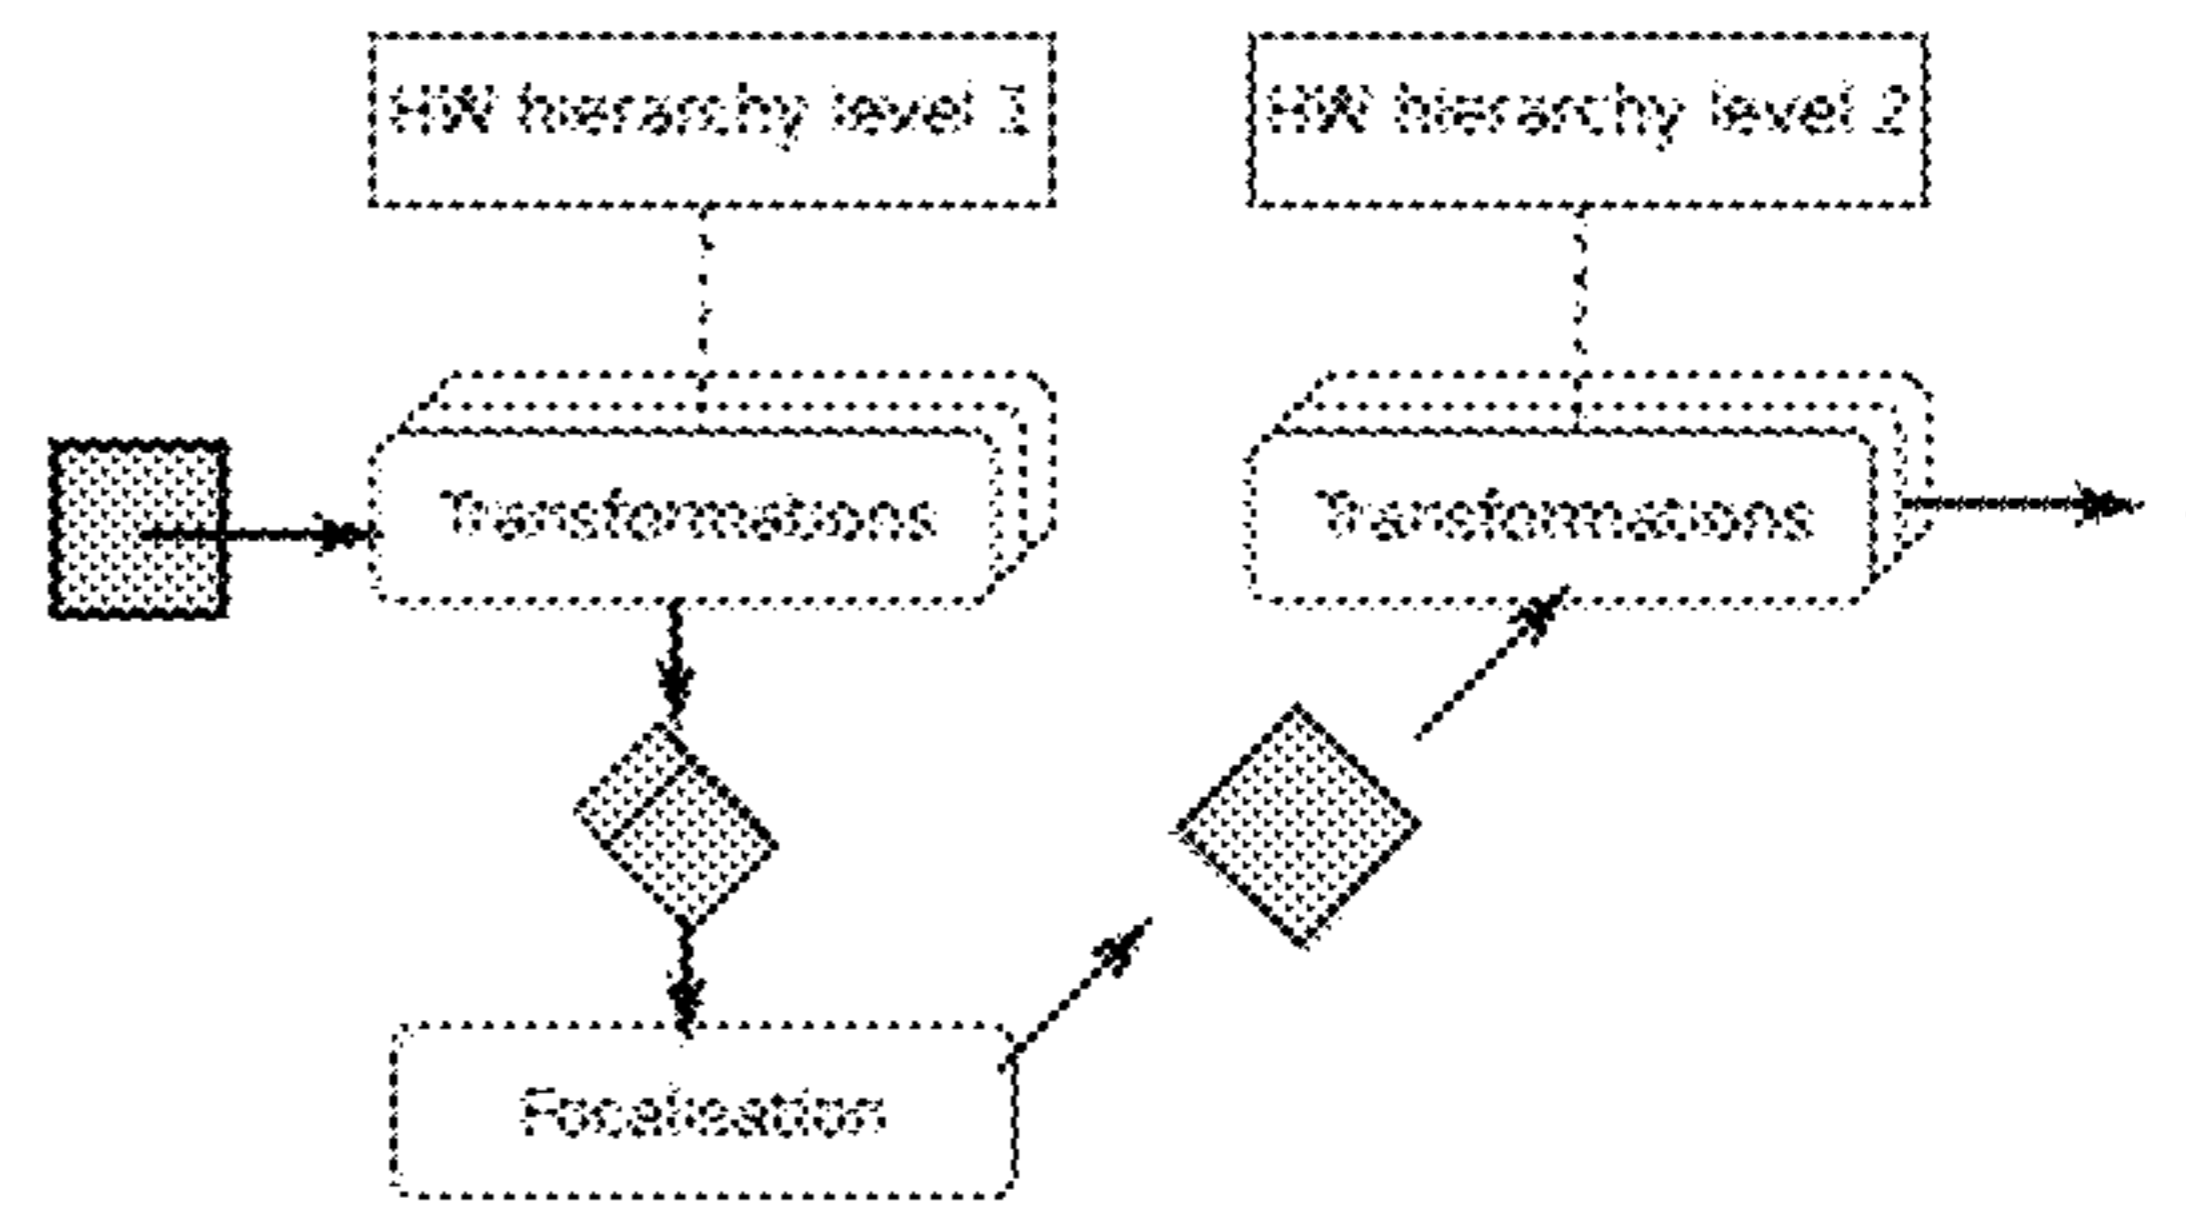 HW hierarchy level 1
HW hierarchy level 2
Transformations
Transformations
Focalisation